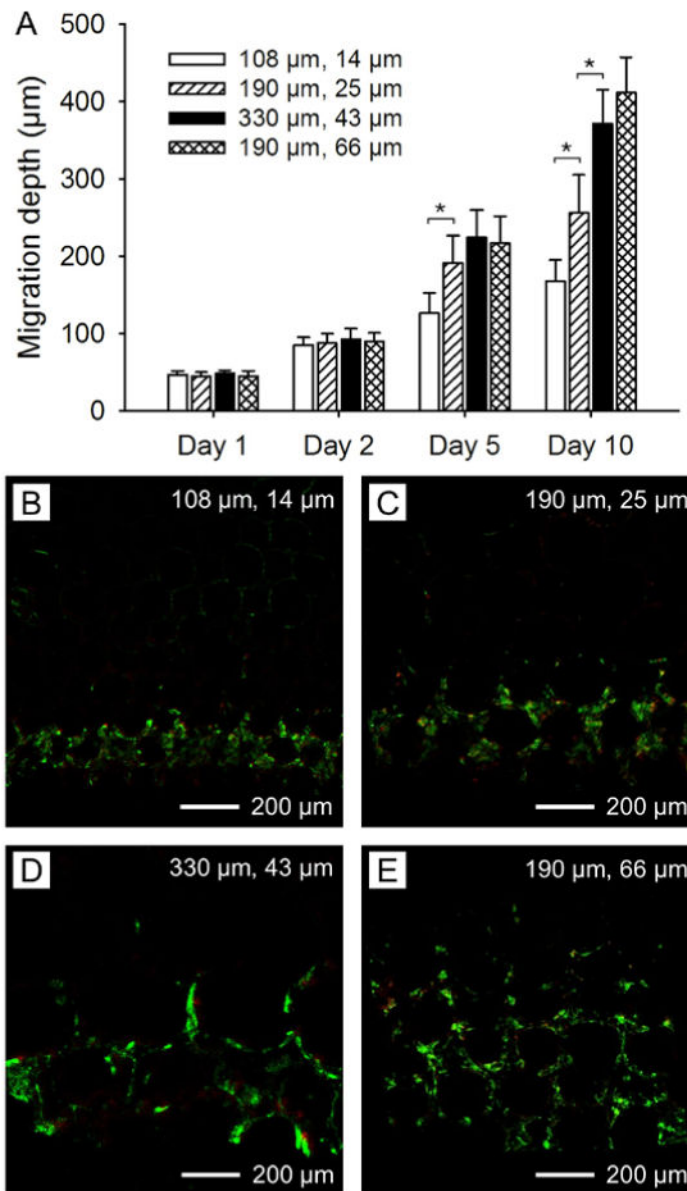 A
Migration depth (µm)
500
400
300
200
100
0
108 µm, 14 µm
190 µm, 25 µm
330 µm, 43 µm
190 µm, 66 µm
*
*
*
Day 1 Day 2 Day 5 Day 10
B 108 µm, 14 µm
200 µm
C 190 µm, 25 µm
200 µm
D 330 µm, 43 µm
200 µm
E 190 µm, 66 µm
200 µm